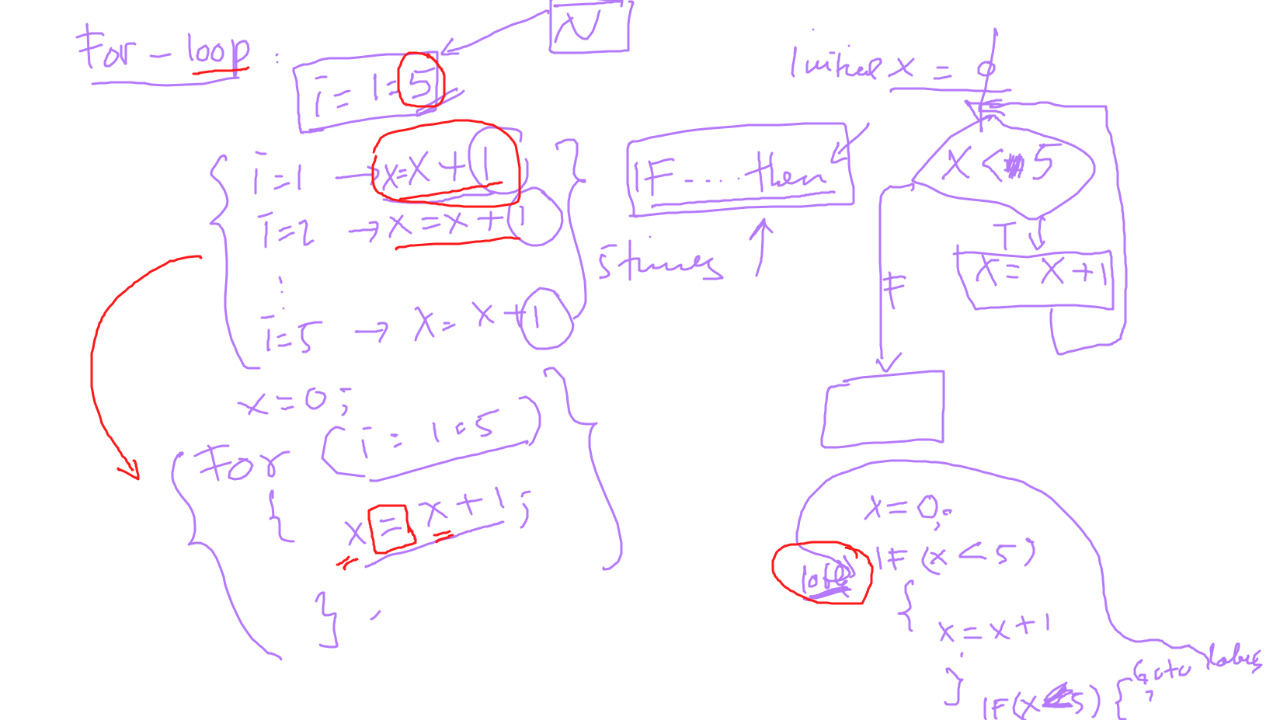 For - loop :
N
i = 1 = 5
i=1 → x=x+1
i=2 → x=x+1
⋮
i=5 → x= x+1
5 times
x=0;
For (i = 1:5)
{
x = x+1;
}
IF .... then
Initial x = 0
x < 5
T
x = x+1
F
x=0;
label IF (x < 5)
{
x = x+1
}
IF(x<5) { Goto